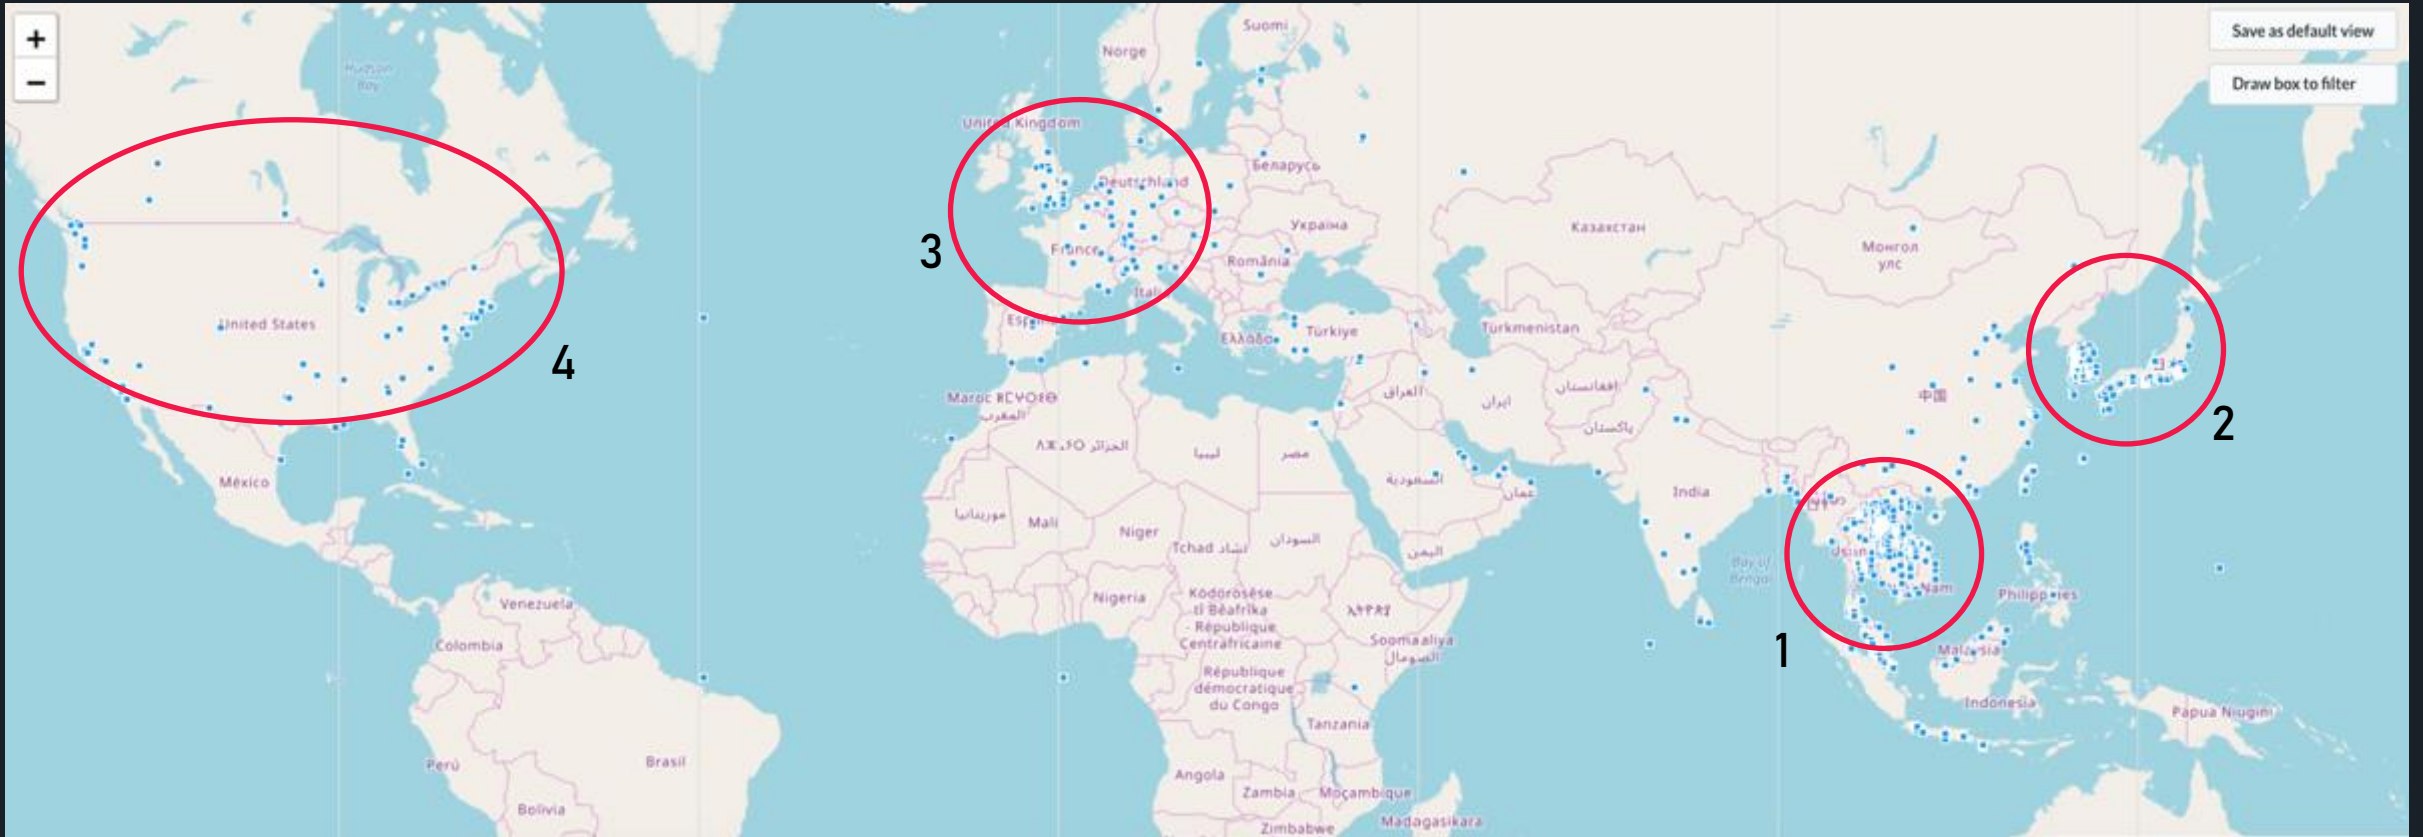 +
−
Save as default view
Draw box to filter
Suomi
Norge
Hudson
Bay
United Kingdom
Беларусь
Deutschland
Україна
Казахстан
Монгол
улс
France
România
Itali
United States
Türkiye
Türkmenistan
Ελλάδα
3
4
2
1
افغانستان
العراق
ایران
中国
Maroc ⵍⵎⵖⵔⵉⴱ
المغرب
پاکستان
الجزائر
ليبيا
مصر
México
السعودية
عمان
India
موريتانيا
Mali
Niger
Tchad تشاد
السودان
اليمن
Bay of
Bengal
Nam
Philippines
Venezuela
Nigeria
Ködörösêse
tî Bêafrîka
- République
Centrafricaine
Colombia
Soomaaliya
الصومال
Malaysia
République
démocratique
du Congo
Indonesia
Papua Niugini
Tanzania
Perú
Brasil
Angola
Zambia
Moçambique
Bolivia
Madagasikara
Zimbabwe